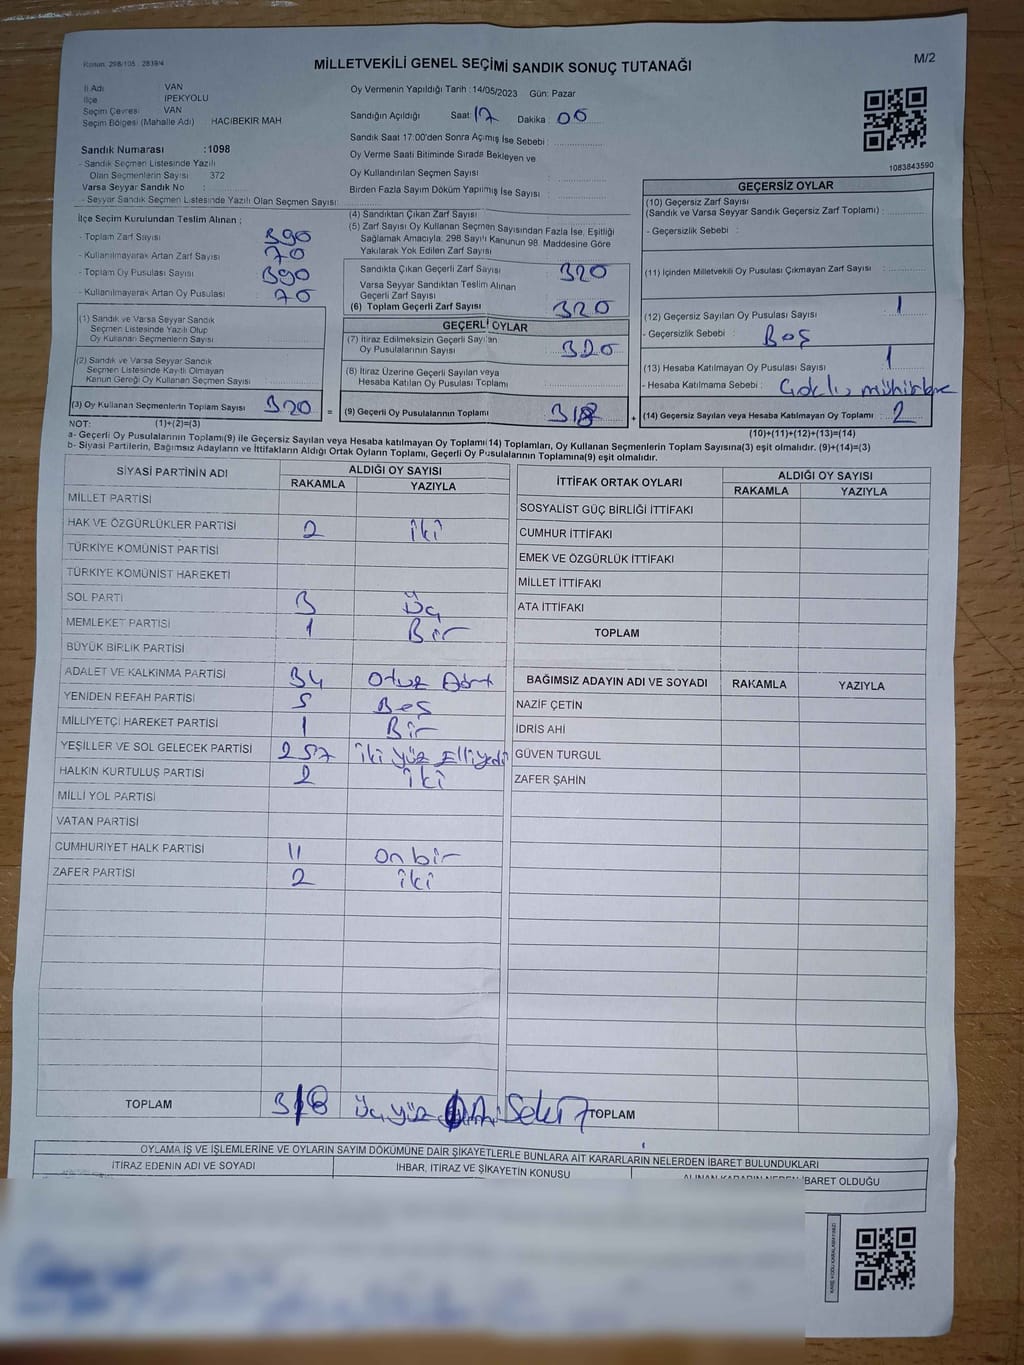 Kanun: 298/105 : 2839/4
M/2
MİLLETVEKİLİ GENEL SEÇİMİ SANDIK SONUÇ TUTANAĞI
İl Adı VAN
İlçe İPEKYOLU
Seçim Çevresi VAN
Seçim Bölgesi (Mahalle Adı) HACIBEKİR MAH
Sandık Numarası :1098
- Sandık Seçmen Listesinde Yazılı
Olan Seçmenlerin Sayısı 372
Varsa Seyyar Sandık No :
- Seyyar Sandık Seçmen Listesinde Yazılı Olan Seçmen Sayısı:
Oy Vermenin Yapıldığı Tarih :14/05/2023 Gün: Pazar
Sandığın Açıldığı Saat: 17 Dakika : 00
Sandık Saat 17:00'den Sonra Açımış İse Sebebi :
Oy Verme Saati Bitiminde Sırada Bekleyen ve
Oy Kullandırılan Seçmen Sayısı
Birden Fazla Sayım Döküm Yapılmış İse Sayısı :
1083843590
İlçe Seçim Kurulundan Teslim Alınan ;
- Toplam Zarf Sayısı 390
- Kullanılmayarak Artan Zarf Sayısı 70
- Toplam Oy Pusulası Sayısı 390
- Kullanılmayarak Artan Oy Pusulası 70
(1) Sandık ve Varsa Seyyar Sandık
Seçmen Listesinde Yazılı Olup
Oy Kullanan Seçmenlerin Sayısı
(2) Sandık ve Varsa Seyyar Sandık
Seçmen Listesinde Kayıtlı Olmayan
Kanun Gereği Oy Kullanan Seçmen Sayısı
(3) Oy Kullanan Seçmenlerin Toplam Sayısı 320 =
(4) Sandıktan Çıkan Zarf Sayısı
(5) Zarf Sayısı Oy Kullanan Seçmen Sayısından Fazla İse, Eşitliği
Sağlamak Amacıyla; 298 Sayılı Kanunun 98. Maddesine Göre
Yakılarak Yok Edilen Zarf Sayısı
Sandıkta Çıkan Geçerli Zarf Sayısı 320
Varsa Seyyar Sandıktan Teslim Alınan
Geçerli Zarf Sayısı
(6) Toplam Geçerli Zarf Sayısı 320
GEÇERLİ OYLAR
(7) İtiraz Edilmeksizin Geçerli Sayılan
Oy Pusulalarının Sayısı 320
(8) İtiraz Üzerine Geçerli Sayılan veya
Hesaba Katılan Oy Pusulası Toplamı
(9) Geçerli Oy Pusulalarının Toplamı 318 +
GEÇERSİZ OYLAR
(10) Geçersiz Zarf Sayısı
(Sandık ve Varsa Seyyar Sandık Geçersiz Zarf Toplamı) :
- Geçersizlik Sebebi :
(11) İçinden Milletvekili Oy Pusulası Çıkmayan Zarf Sayısı :
(12) Geçersiz Sayılan Oy Pusulası Sayısı 1
- Geçersizlik Sebebi : Boş
(13) Hesaba Katılmayan Oy Pusulası Sayısı 1
- Hesaba Katılmama Sebebi :
(14) Geçersiz Sayılan veya Hesaba Katılmayan Oy Toplamı : 2
(10)+(11)+(12)+(13)=(14)
NOT: (1)+(2)=(3)
a- Geçerli Oy Pusulalarının Toplamı(9) ile Geçersiz Sayılan veya Hesaba katılmayan Oy Toplamı(14) Toplamları, Oy Kullanan Seçmenlerin Toplam Sayısına(3) eşit olmalıdır. (9)+(14)=(3)
b- Siyasi Partilerin, Bağımsız Adayların ve İttifakların Aldığı Ortak Oyların Toplamı, Geçerli Oy Pusulalarının Toplamına(9) eşit olmalıdır.
SİYASİ PARTİNİN ADI ALDIĞI OY SAYISI
RAKAMLA YAZIYLA
MİLLET PARTİSİ
HAK VE ÖZGÜRLÜKLER PARTİSİ 2 iki
TÜRKİYE KOMÜNİST PARTİSİ
TÜRKİYE KOMÜNİST HAREKETİ
SOL PARTİ 3 Üç
MEMLEKET PARTİSİ 1 Bir
BÜYÜK BİRLİK PARTİSİ
ADALET VE KALKINMA PARTİSİ 34 Otuz Dört
YENİDEN REFAH PARTİSİ 5 Beş
MİLLİYETÇİ HAREKET PARTİSİ 1 Bir
YEŞİLLER VE SOL GELECEK PARTİSİ 257 iki yüz Elliyedi
HALKIN KURTULUŞ PARTİSİ 2 iki
MİLLİ YOL PARTİSİ
VATAN PARTİSİ
CUMHURİYET HALK PARTİSİ 11 on bir
ZAFER PARTİSİ 2 iki
TOPLAM 318 üç yüz Sekiz
İTTİFAK ORTAK OYLARI ALDIĞI OY SAYISI
RAKAMLA YAZIYLA
SOSYALİST GÜÇ BİRLİĞİ İTTİFAKI
CUMHUR İTTİFAKI
EMEK VE ÖZGÜRLÜK İTTİFAKI
MİLLET İTTİFAKI
ATA İTTİFAKI
TOPLAM
BAĞIMSIZ ADAYIN ADI VE SOYADI RAKAMLA YAZIYLA
NAZİF ÇETİN
İDRİS AHİ
GÜVEN TURGUL
ZAFER ŞAHİN
TOPLAM
OYLAMA İŞ VE İŞLEMLERİNE VE OYLARIN SAYIM DÖKÜMÜNE DAİR ŞİKAYETLERLE BUNLARA AİT KARARLARIN NELERDEN İBARET BULUNDUKLARI
İTİRAZ EDENİN ADI VE SOYADI İHBAR, İTİRAZ VE ŞİKAYETİN KONUSU ALINAN KARARIN NEDEN İBARET OLDUĞU